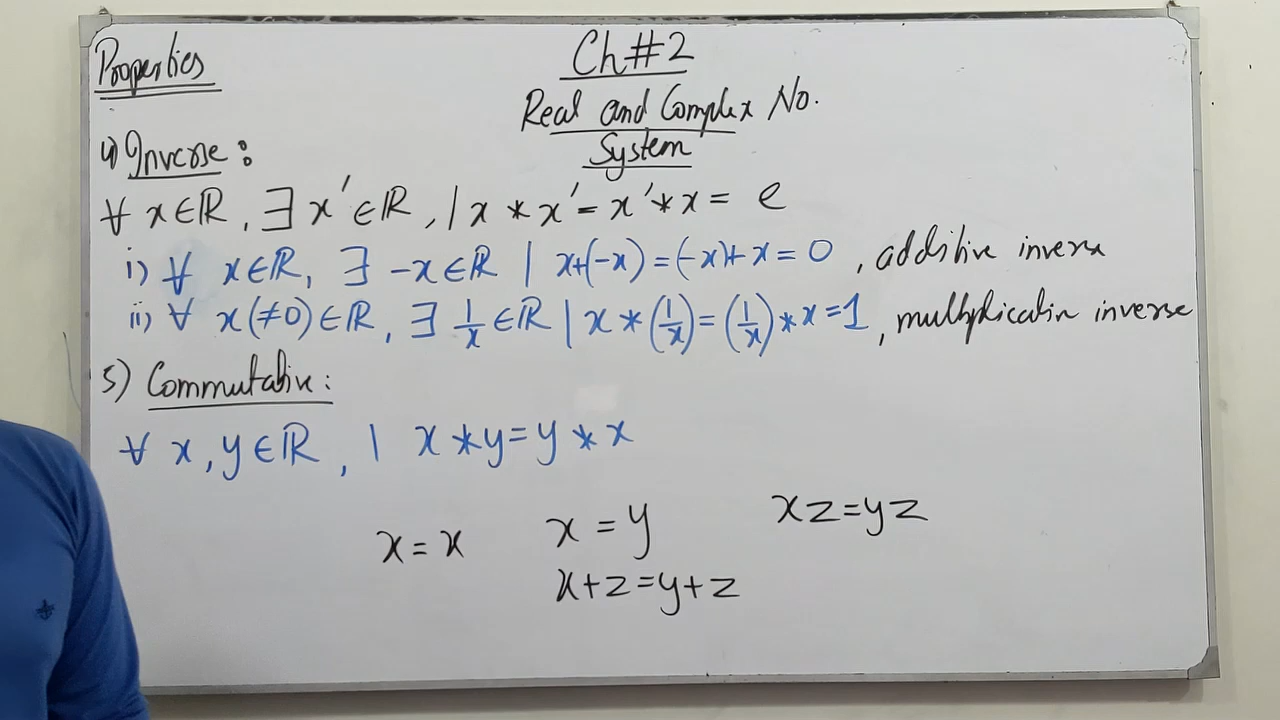 Properties
Ch#2
Real and Complex No.
System
4) Inverse:
∀ x∈ℝ, ∃ x'∈ℝ, | x * x' = x' * x = e
i) ∀ x∈ℝ, ∃ -x∈ℝ | x+(-x)=(-x)+x=0, additive inverse
ii) ∀ x(≠0)∈ℝ, ∃ 1/x ∈ℝ | x * (1/x) = (1/x) * x = 1, multiplicatin inverse
5) Commutative:
∀ x, y∈ℝ, | x * y = y * x
x = x
x = y
xz = yz
x+z = y+z